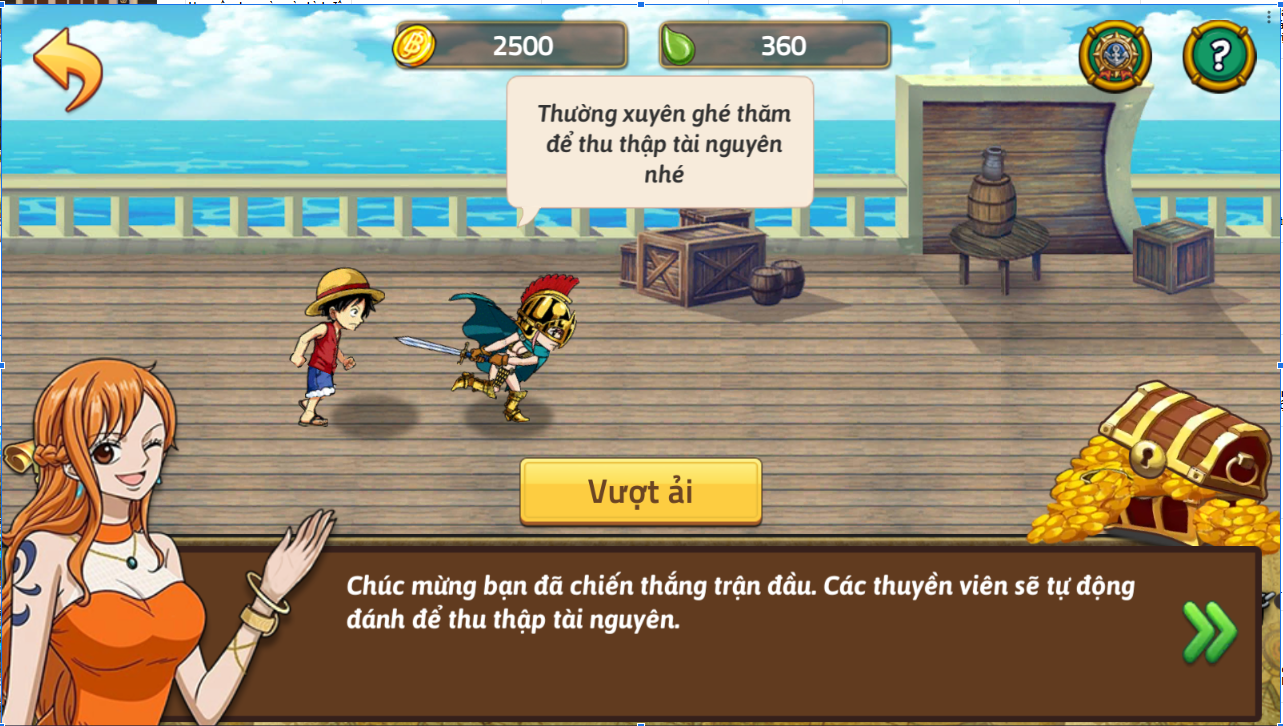 2500
360
?
Thường xuyên ghé thăm
để thu thập tài nguyên
nhé
Vượt ải
Chúc mừng bạn đã chiến thắng trận đầu. Các thuyền viên sẽ tự động
đánh để thu thập tài nguyên.